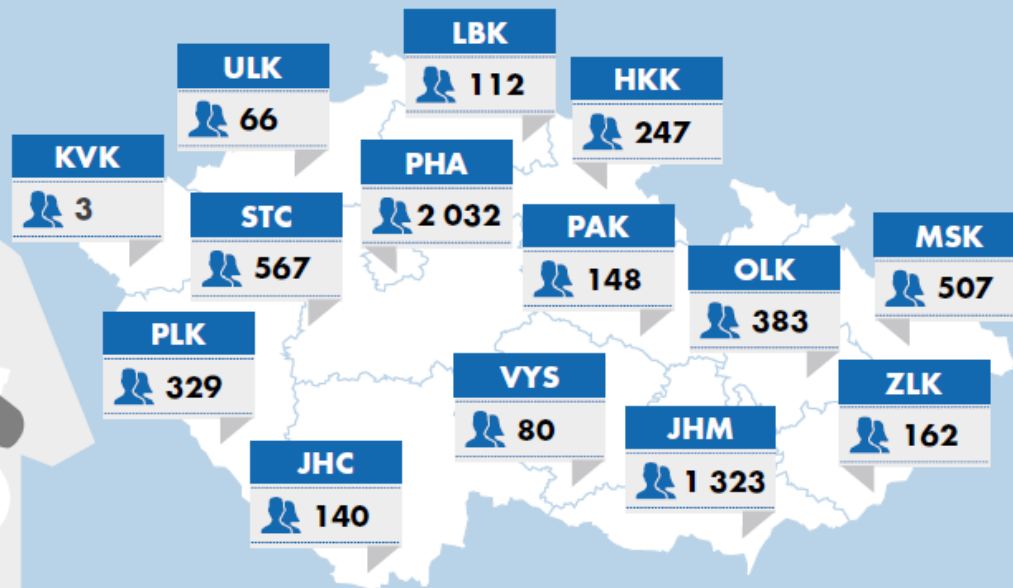 LBK
112
ULK
66
HKK
247
KVK
3
PHA
2 032
STC
567
PAK
148
MSK
507
OLK
383
PLK
329
VYS
80
ZLK
162
JHM
1 323
JHC
140